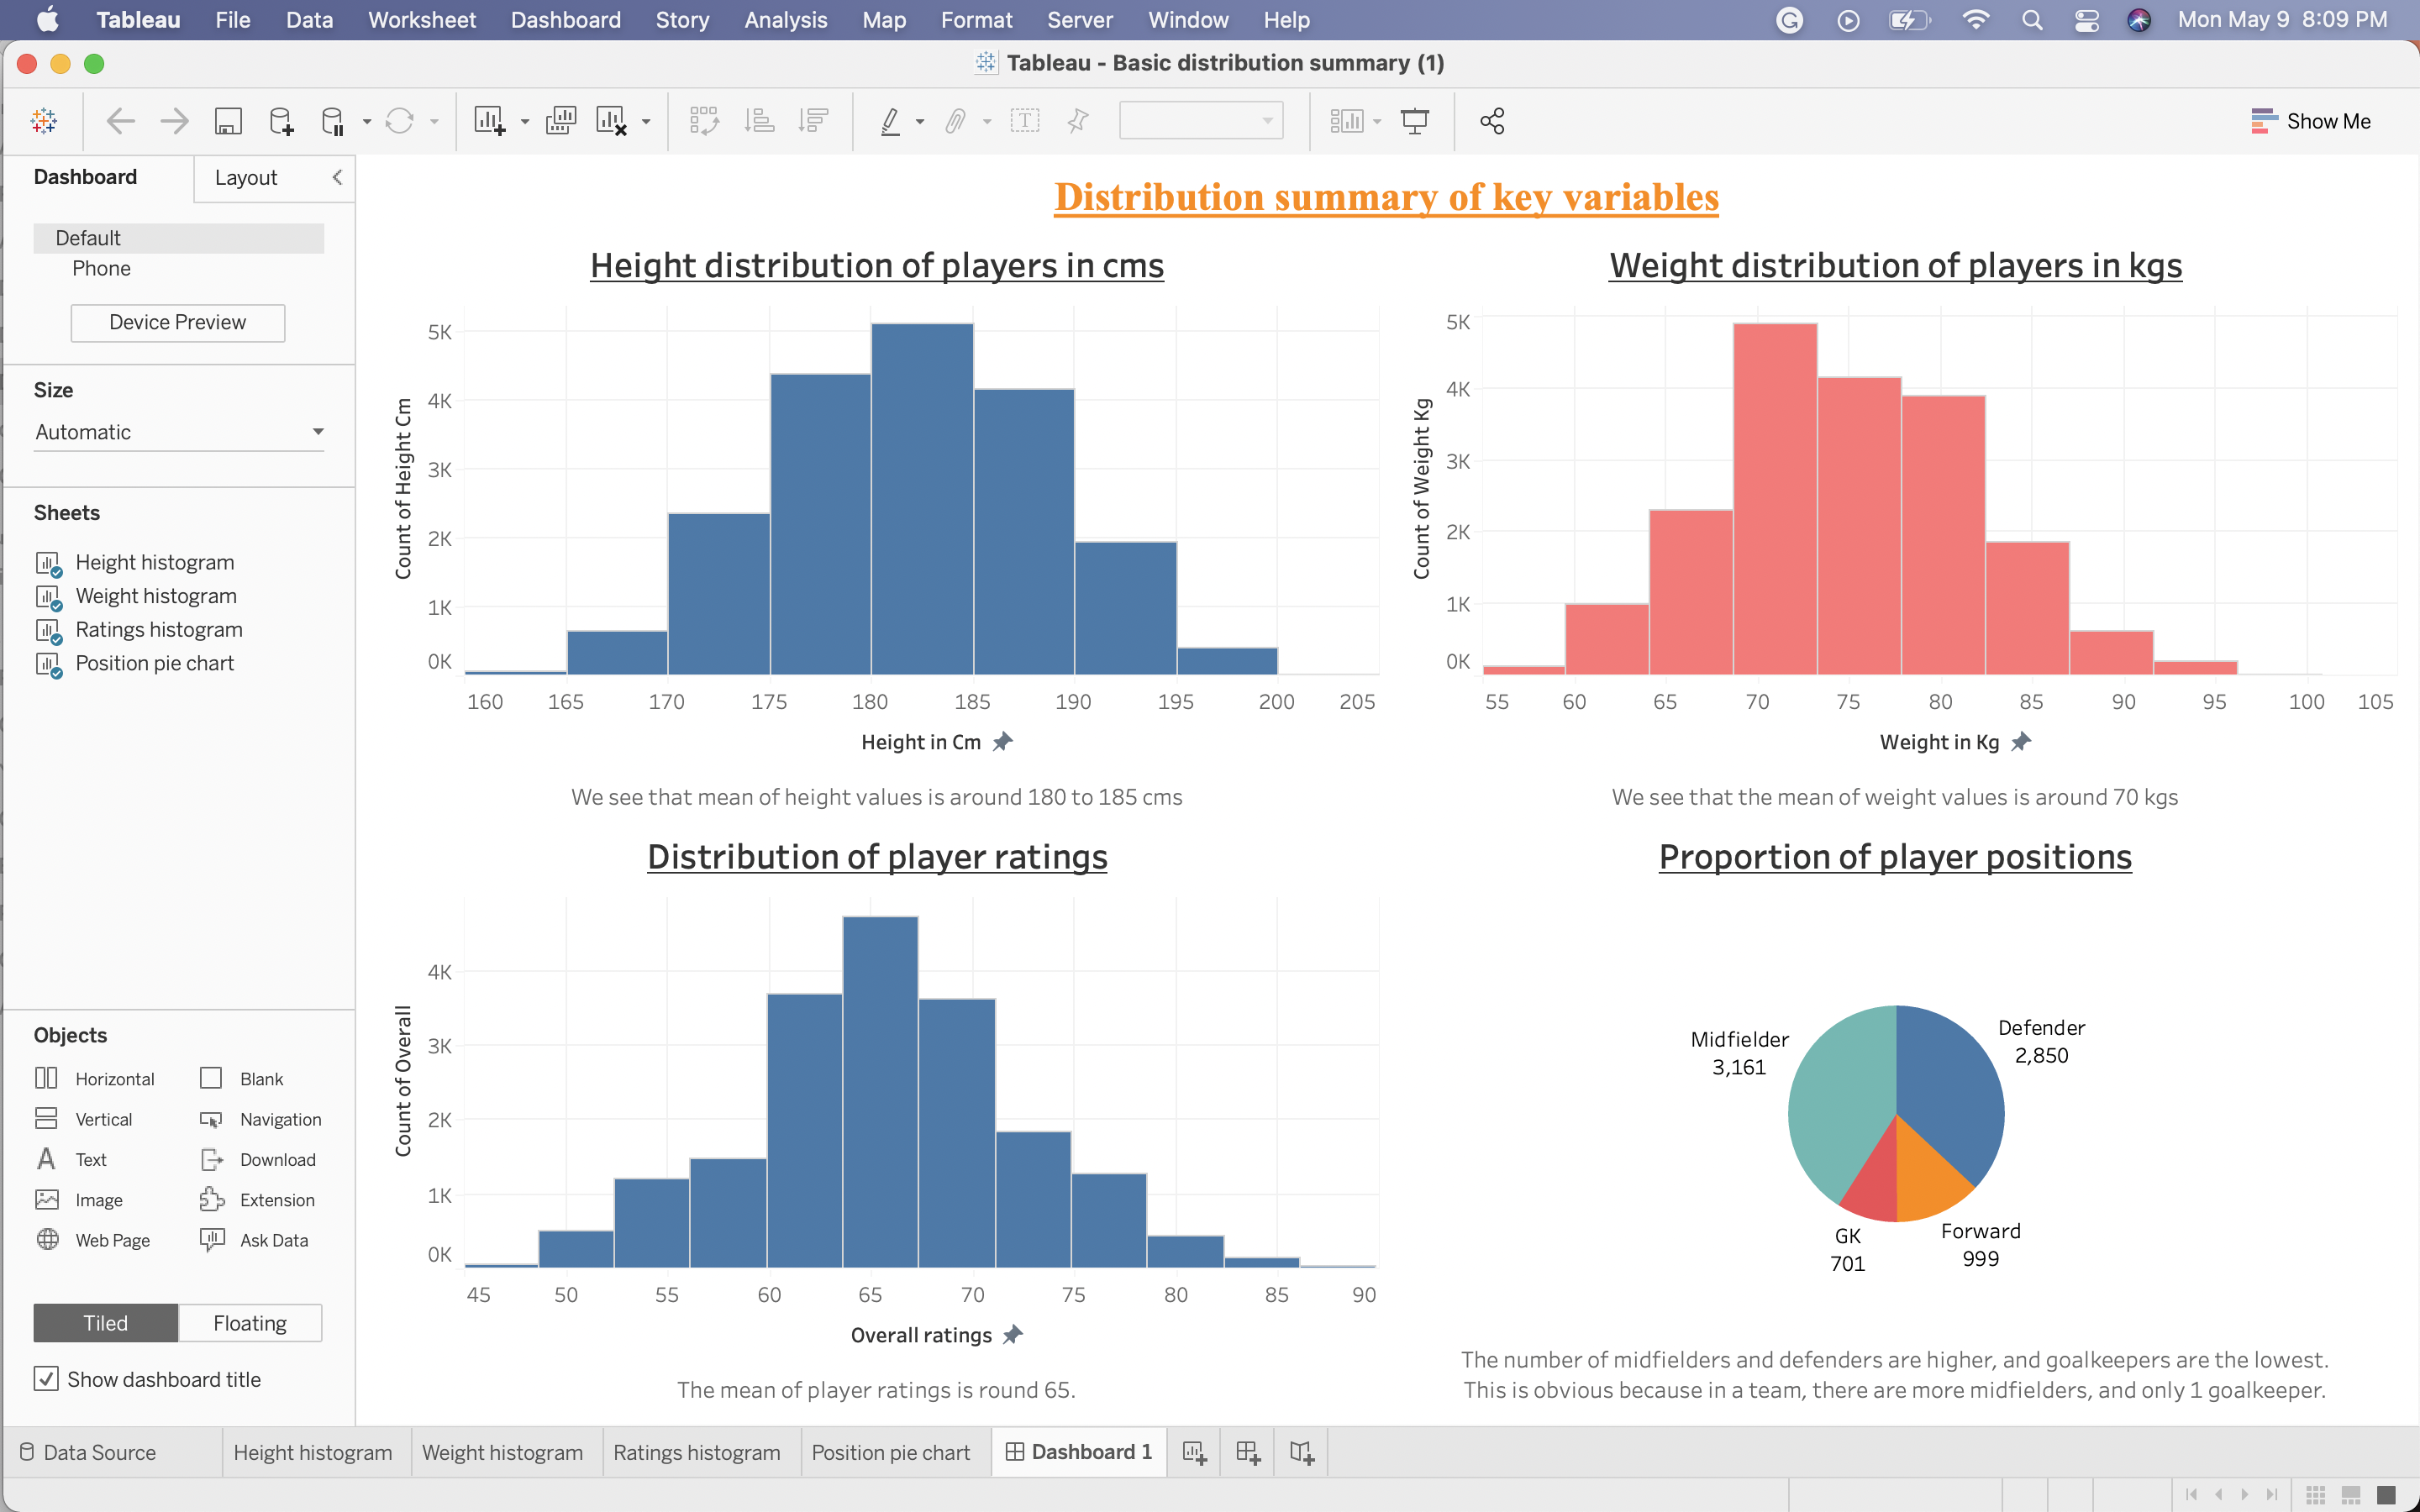 Tableau File Data Worksheet Dashboard Story Analysis Map Format Server Window Help Mon May 9 8:09 PM
Tableau - Basic distribution summary (1)
Show Me
Dashboard Layout
Default
Phone
Device Preview
Size
Automatic
Sheets
Height histogram
Weight histogram
Ratings histogram
Position pie chart
Objects
Horizontal Blank
Vertical Navigation
Text Download
Image Extension
Web Page Ask Data
Tiled Floating
Show dashboard title
Distribution summary of key variables
Height distribution of players in cms
5K
4K
3K
2K
1K
0K
Count of Height Cm
160 165 170 175 180 185 190 195 200 205
Height in Cm
We see that mean of height values is around 180 to 185 cms
Weight distribution of players in kgs
5K
4K
3K
2K
1K
0K
Count of Weight Kg
55 60 65 70 75 80 85 90 95 100 105
Weight in Kg
We see that the mean of weight values is around 70 kgs
Distribution of player ratings
4K
3K
2K
1K
0K
Count of Overall
45 50 55 60 65 70 75 80 85 90
Overall ratings
The mean of player ratings is round 65.
Proportion of player positions
Midfielder
3,161
Defender
2,850
GK
701
Forward
999
The number of midfielders and defenders are higher, and goalkeepers are the lowest.
This is obvious because in a team, there are more midfielders, and only 1 goalkeeper.
Data Source Height histogram Weight histogram Ratings histogram Position pie chart Dashboard 1